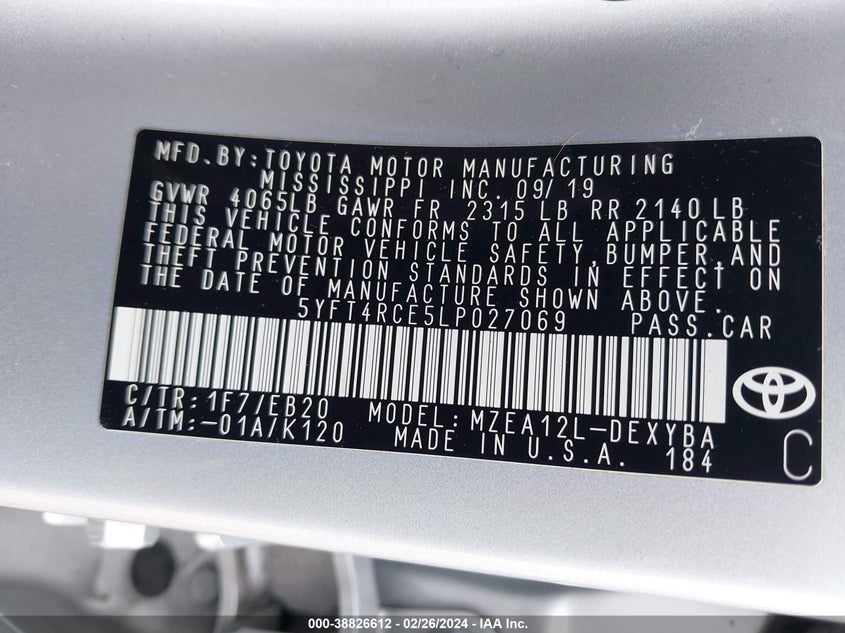 MFD.BY:TOYOTA MOTOR MANUFACTURING
MISSISSIPPI INC. 09/19
GVWR 4065LB GAWR FR 2315 LB RR 2140 LB
THIS VEHICLE CONFORMS TO ALL APPLICABLE
FEDERAL MOTOR VEHICLE SAFETY,BUMPER,AND
THEFT PREVENTION STANDARDS IN EFFECT ON
THE DATE OF MANUFACTURE SHOWN ABOVE.
5YFT4RCE5LP027069 PASS.CAR
C/TR:1F7/EB20 MODEL:MZEA12L-DEXYBA
A/TM:-01A/K120 MADE IN U.S.A. 184
C
000-38826612 - 02/26/2024 - IAA Inc.